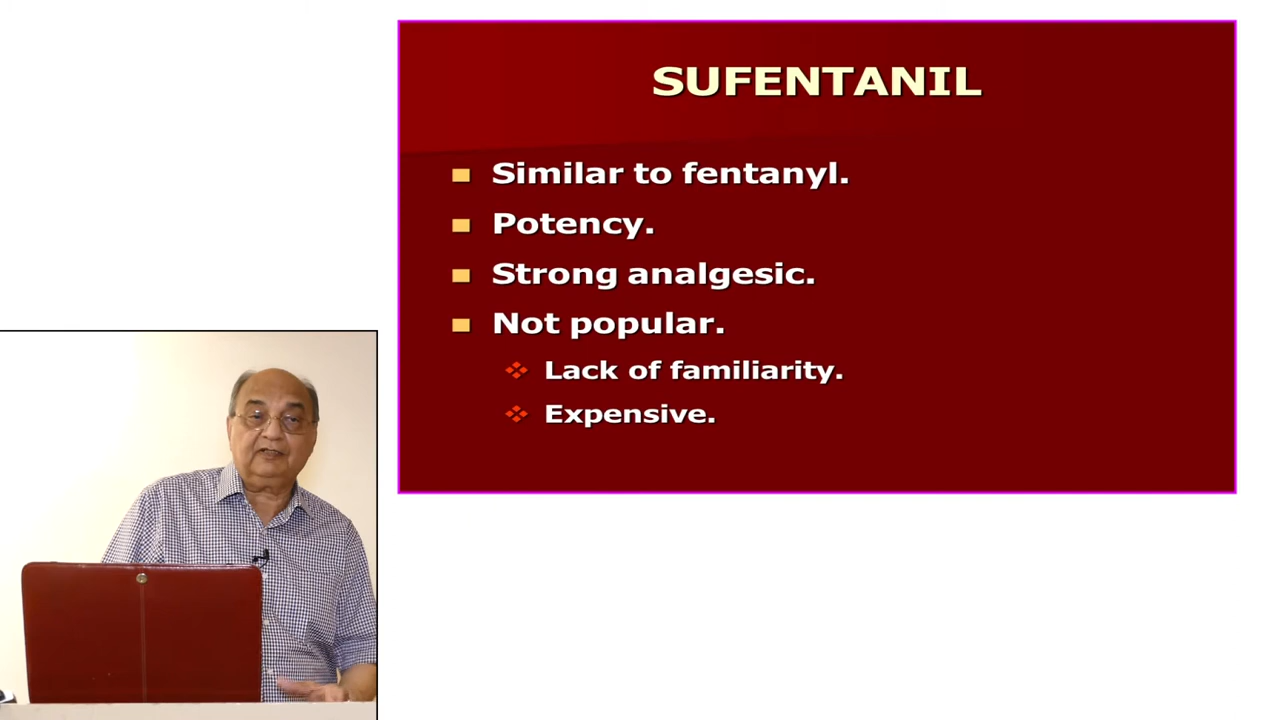 SUFENTANIL
Similar to fentanyl.
Potency.
Strong analgesic.
Not popular.
Lack of familiarity.
Expensive.